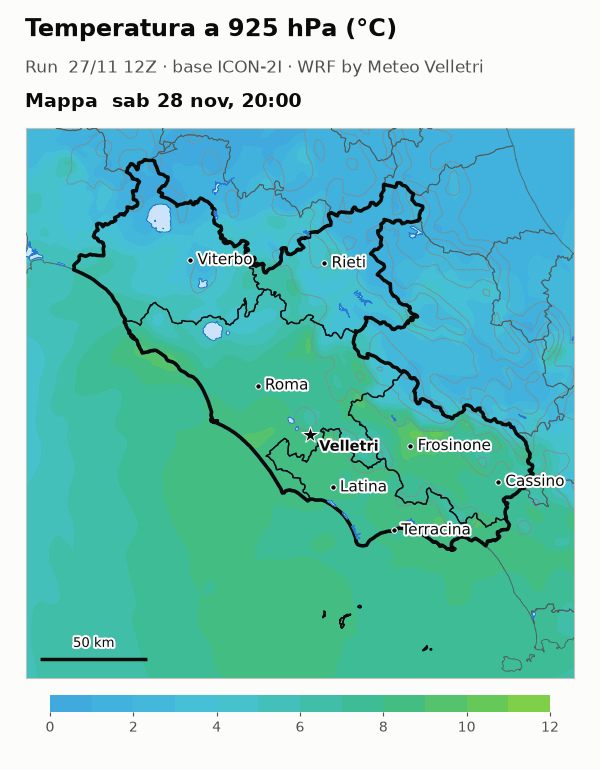 Temperatura a 925 hPa (°C)
Run  27/11 12Z · base ICON-2I · WRF by Meteo Velletri
Mappa  sab 28 nov, 20:00
Viterbo
Rieti
Roma
Velletri
Frosinone
Latina
Cassino
Terracina
50 km
0 2 4 6 8 10 12